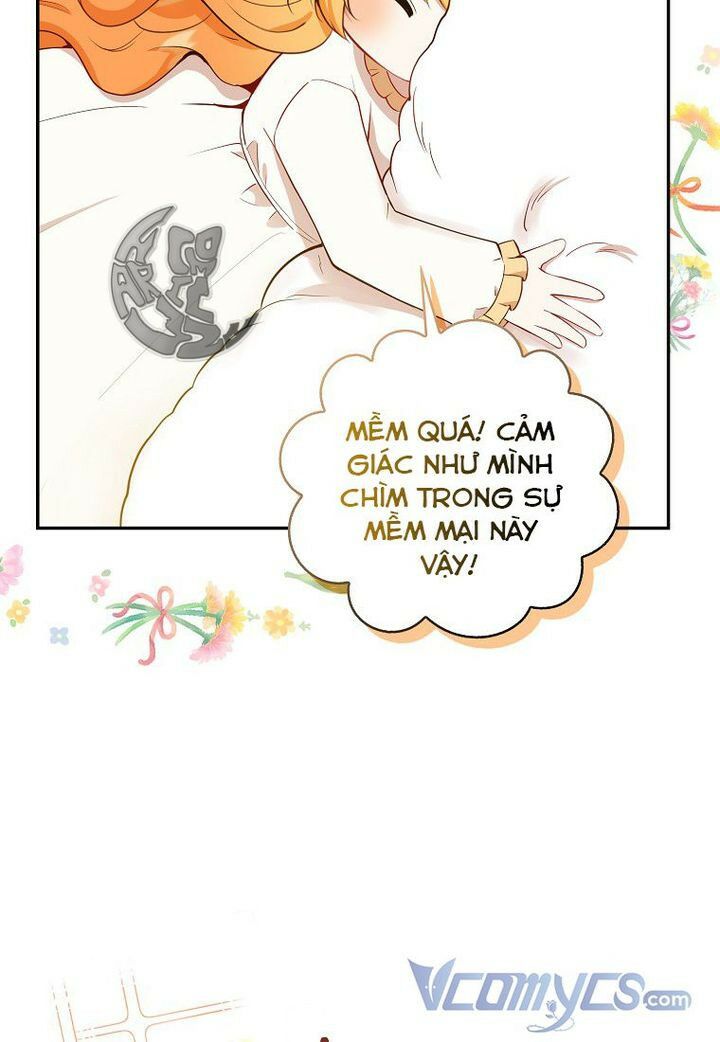 MỀM QUÁ! CẢM
GIÁC NHƯ MÌNH
CHÌM TRONG SỰ
MỀM MẠI NÀY
VẬY!
VCOMYCS.com